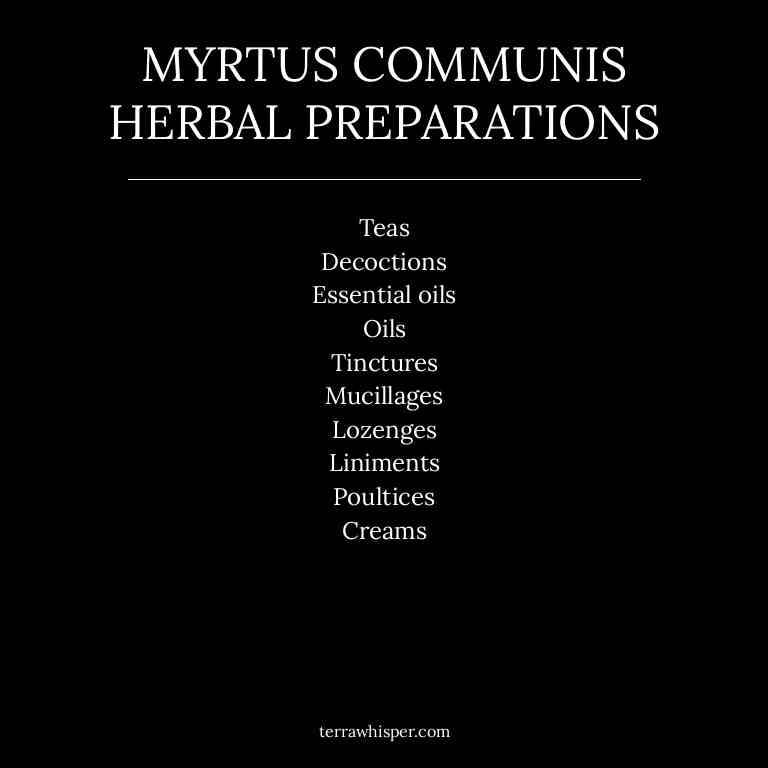 MYRTUS COMMUNIS
HERBAL PREPARATIONS
Teas
Decoctions
Essential oils
Oils
Tinctures
Mucillages
Lozenges
Liniments
Poultices
Creams
terrawhisper.com